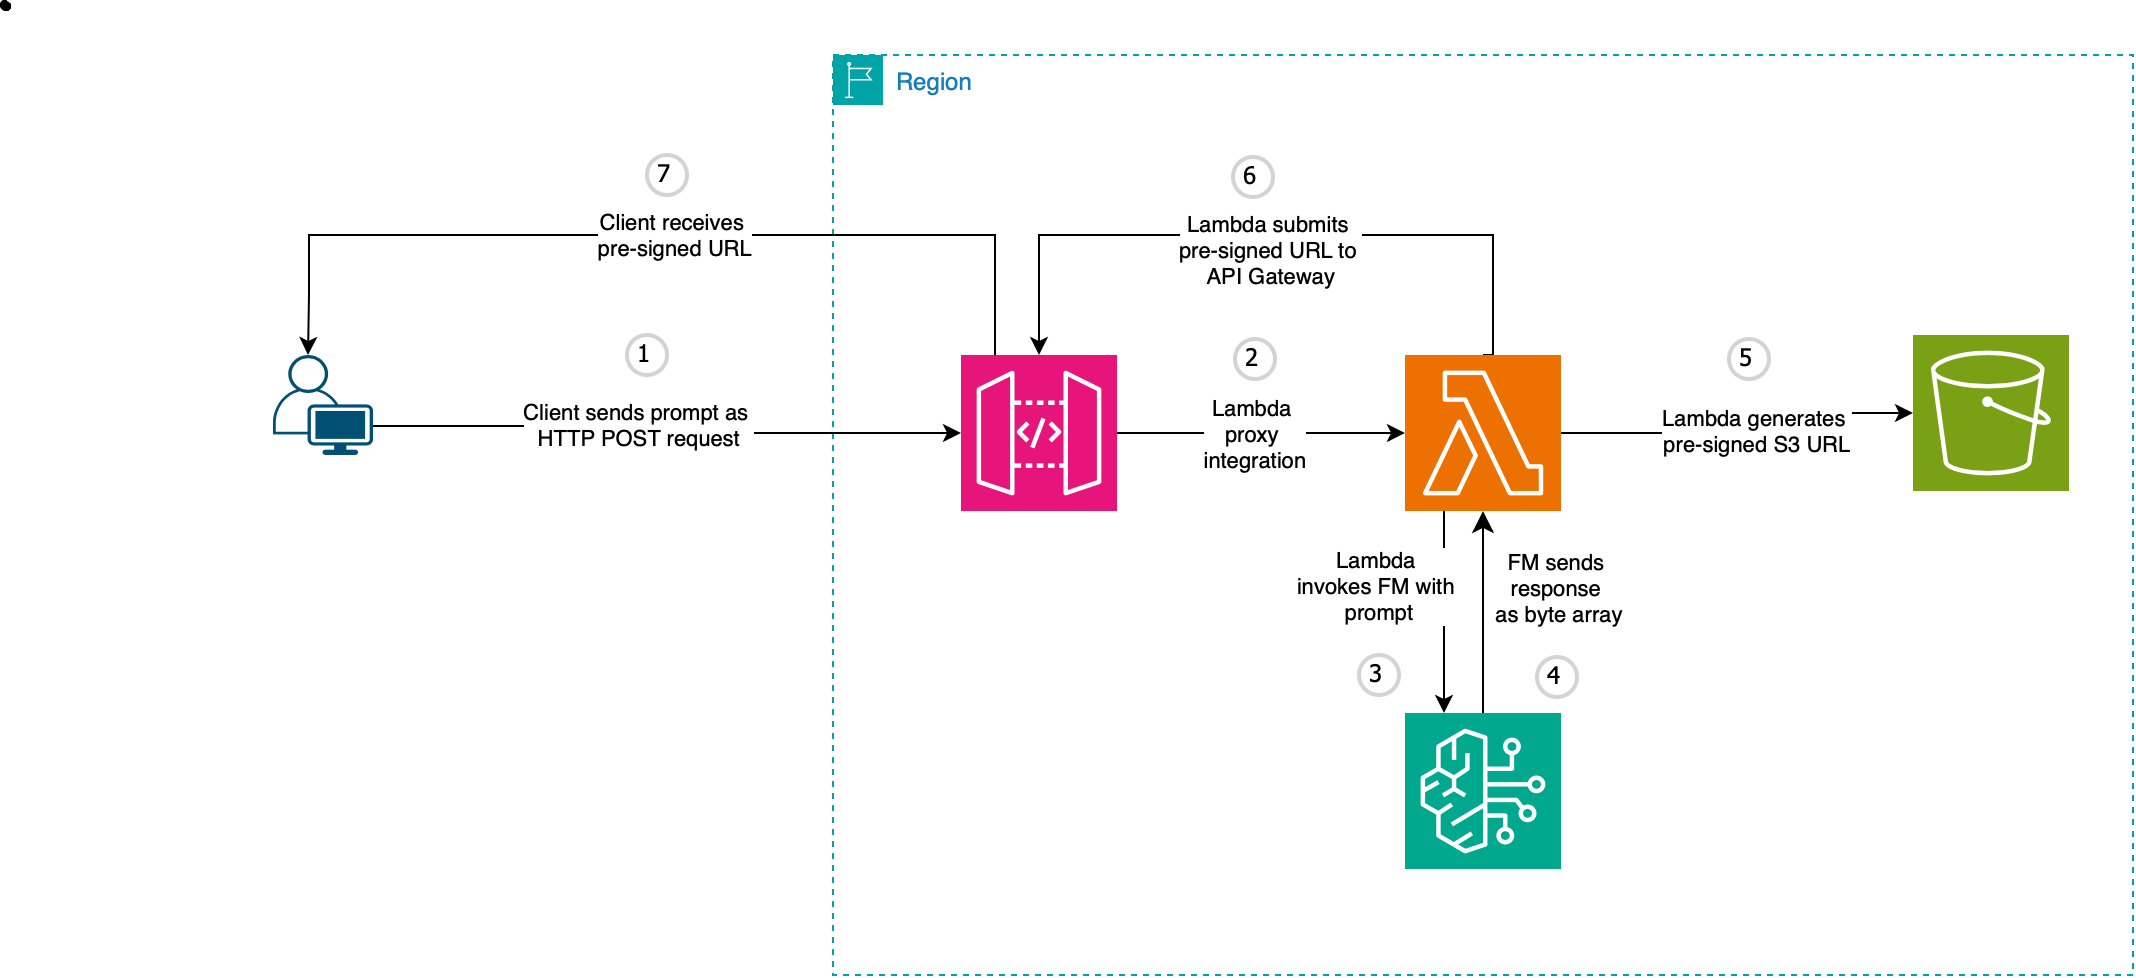 Region
7
Client receives
pre-signed URL
6
Lambda submits
pre-signed URL to
API Gateway
1
Client sends prompt as
HTTP POST request
2
Lambda
proxy
integration
5
Lambda generates
pre-signed S3 URL
Lambda
invokes FM with
prompt
3
FM sends
response
as byte array
4